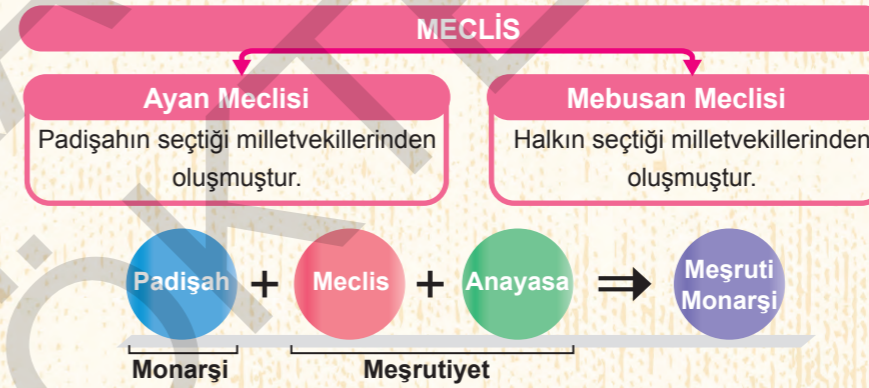 MECLİS
Ayan Meclisi
Padişahın seçtiği milletvekillerinden
oluşmuştur.
Mebusan Meclisi
Halkın seçtiği milletvekillerinden
oluşmuştur.
Padişah + Meclis + Anayasa ⇒ Meşruti
Monarşi
Monarşi Meşrutiyet